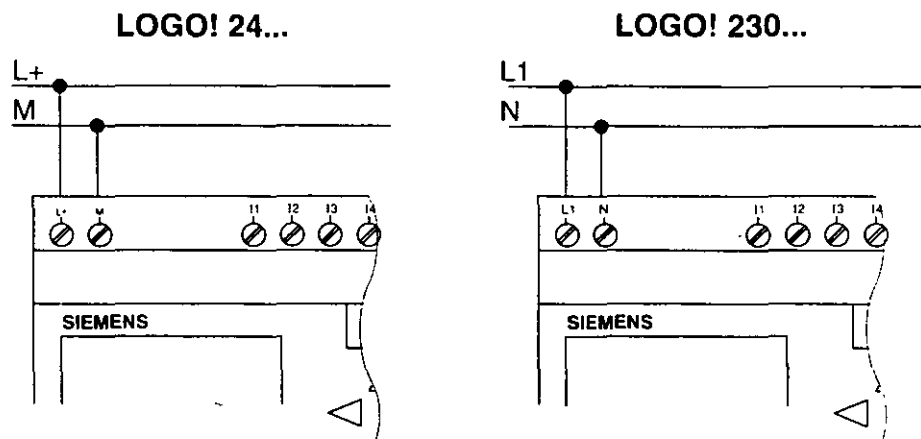 LOGO! 24...
L+
M
L+ M I1 I2 I3 I4
SIEMENS
LOGO! 230...
L1
N
L1 N I1 I2 I3 I4
SIEMENS